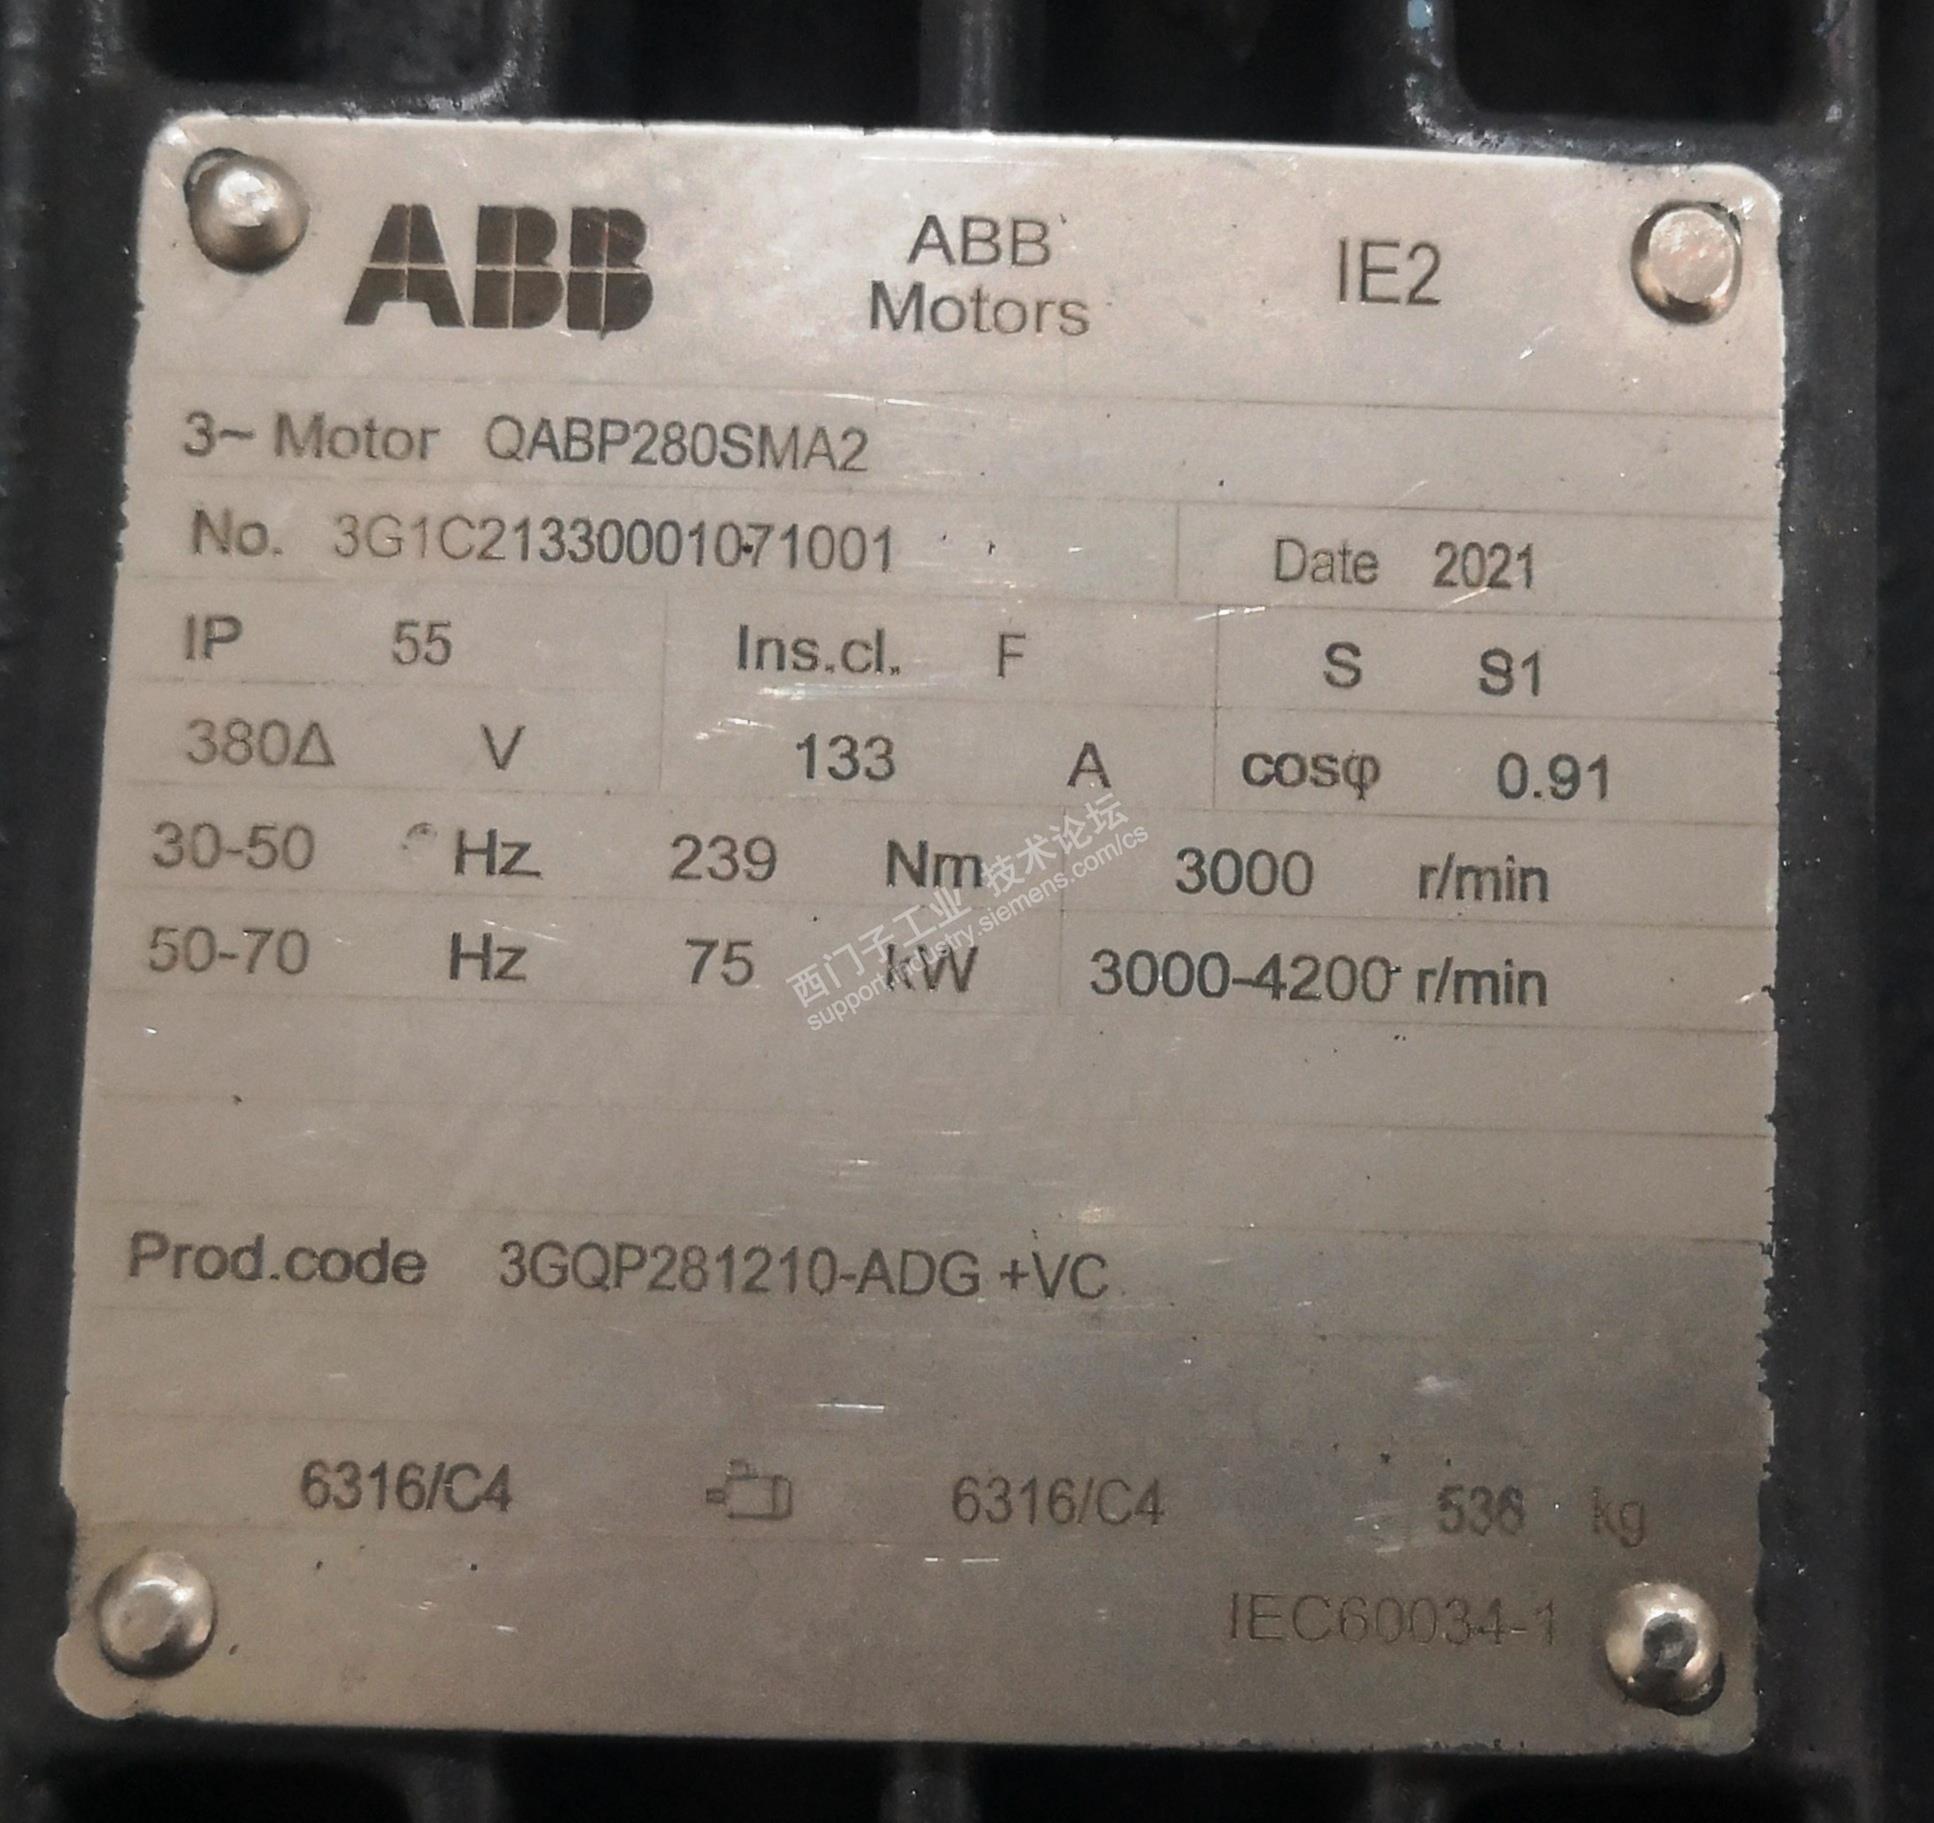 ABB ABB IE2
Motors
3~ Motor QABP280SMA2
No. 3G1C21330001071001 Date 2021
IP 55 Ins.cl. F S S1
380Δ V 133 A cosφ 0.91
30-50 Hz 239 Nm 3000 r/min
50-70 Hz 75 kW 3000-4200 r/min
西门子工业 技术论坛
support.industry.siemens.com/cs
Prod.code 3GQP281210-ADG +VC
6316/C4 6316/C4 kg
IEC60034-1